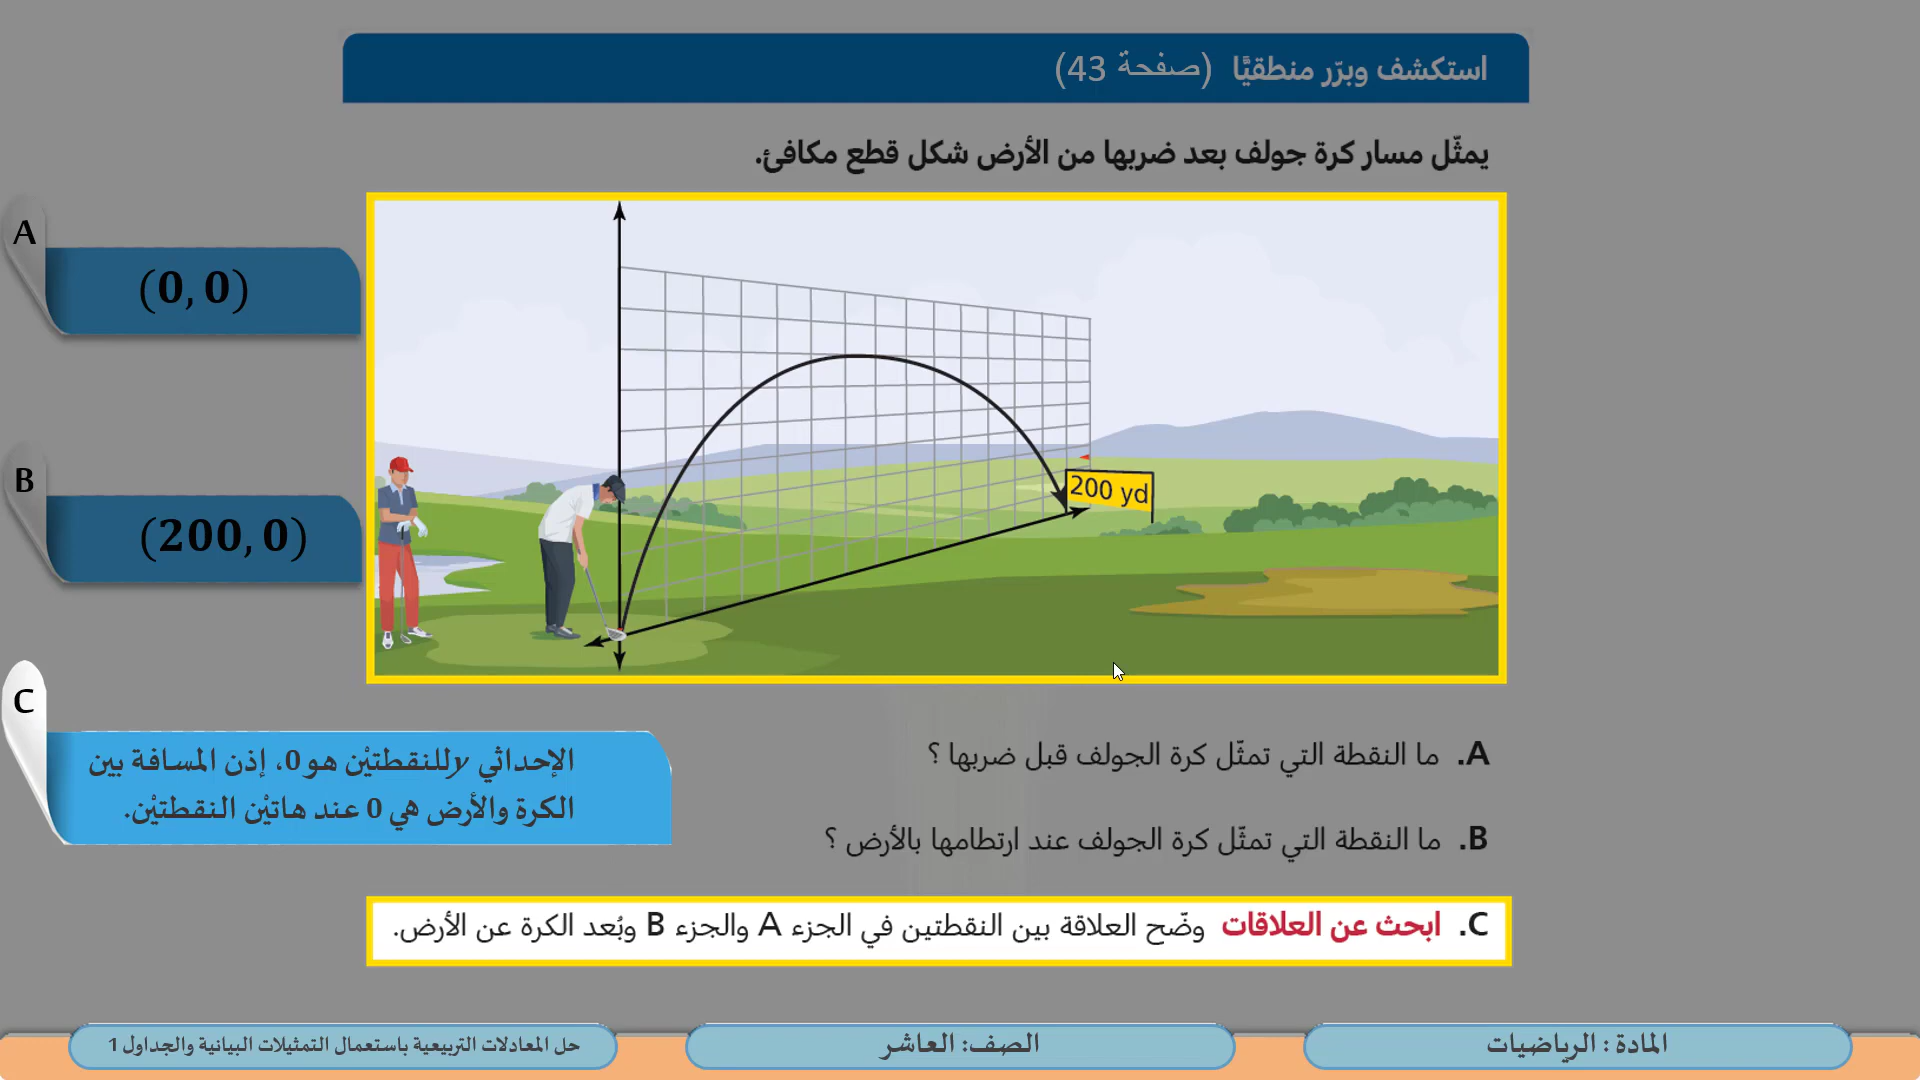 استكشف وبرّر منطقيًّا (صفحة 43)
يمثّل مسار كرة جولف بعد ضربها من الأرض شكل قطع مكافئ.
A
(0, 0)
B
(200, 0)
200 yd
C
الإحداثي y للنقطتيْن هو 0، إذن المسافة بين
الكرة والأرض هي 0 عند هاتيْن النقطتيْن.
A. ما النقطة التي تمثّل كرة الجولف قبل ضربها ؟
B. ما النقطة التي تمثّل كرة الجولف عند ارتطامها بالأرض ؟
C. ابحث عن العلاقات وضّح العلاقة بين النقطتين في الجزء A والجزء B وبُعد الكرة عن الأرض.
المادة : الرياضيات
الصف: العاشر
حل المعادلات التربيعية باستعمال التمثيلات البيانية والجداول 1